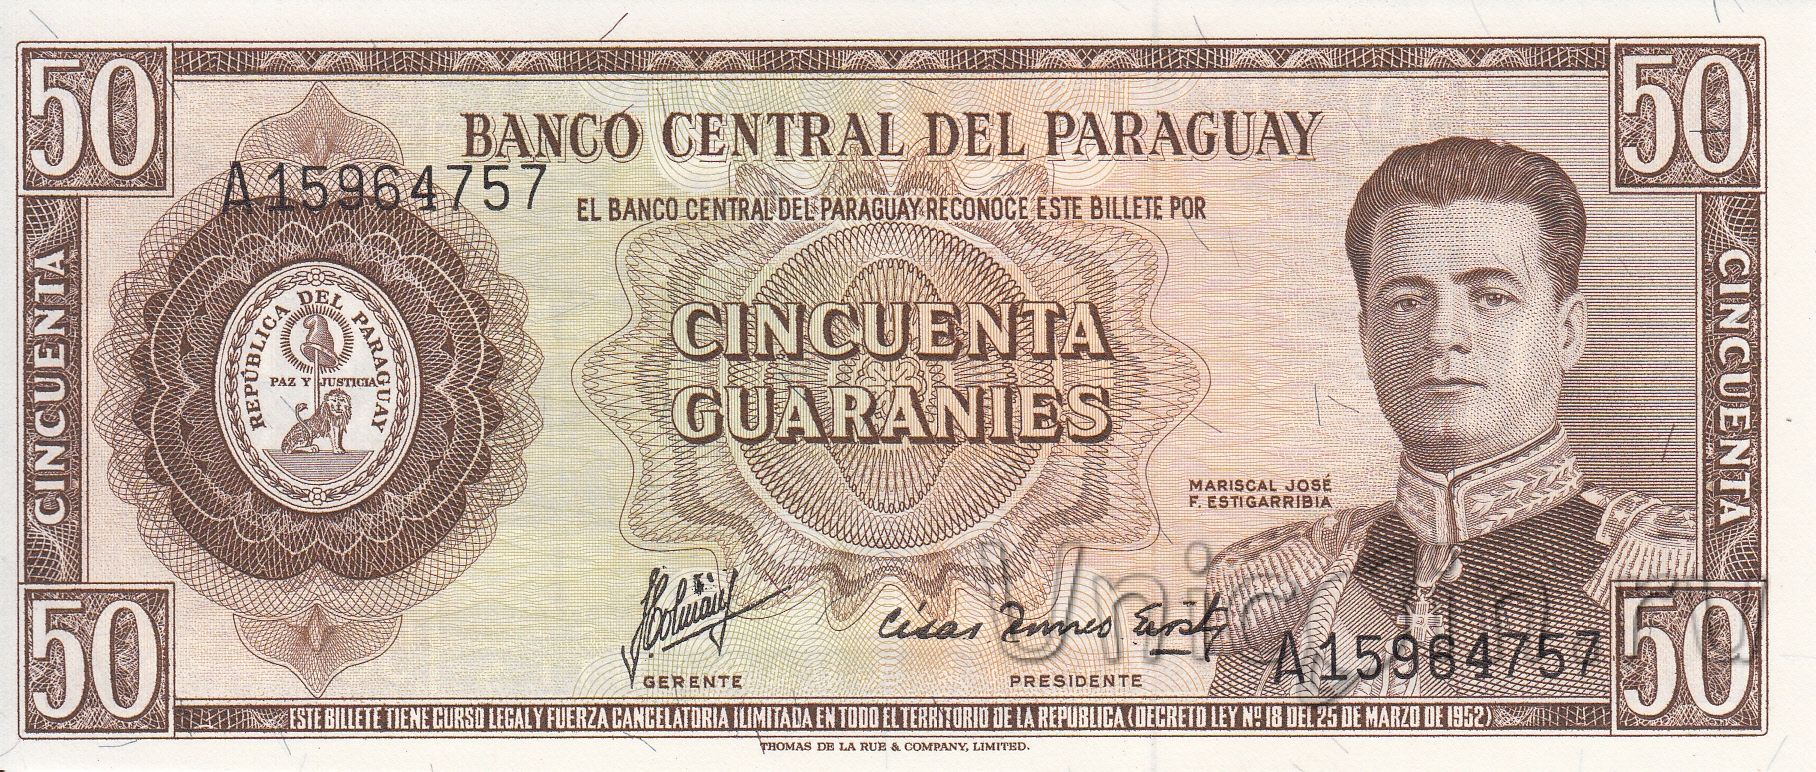 50
50
BANCO CENTRAL DEL PARAGUAY
A15964757
EL BANCO CENTRAL DEL PARAGUAY RECONOCE ESTE BILLETE POR
CINCUENTA
CINCUENTA
REPUBLICA DEL PARAGUAY
PAZ Y JUSTICIA
CINCUENTA
GUARANIES
MARISCAL JOSÉ
F. ESTIGARRIBIA
GERENTE
PRESIDENTE
A15964757
50
50
ESTE BILLETE TIENE CURSO LEGAL Y FUERZA CANCELATORIA ILIMITADA EN TODO EL TERRITORIO DE LA REPUBLICA (DECRETO LEY Nº 18 DEL 25 DE MARZO DE 1952)
THOMAS DE LA RUE & COMPANY, LIMITED.